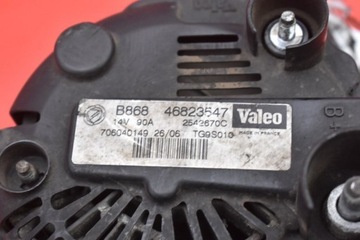 B868 46823547
14V 90A 2542670C
706040149 26/06 TG9S010
Valeo
MADE IN FRANCE
B+